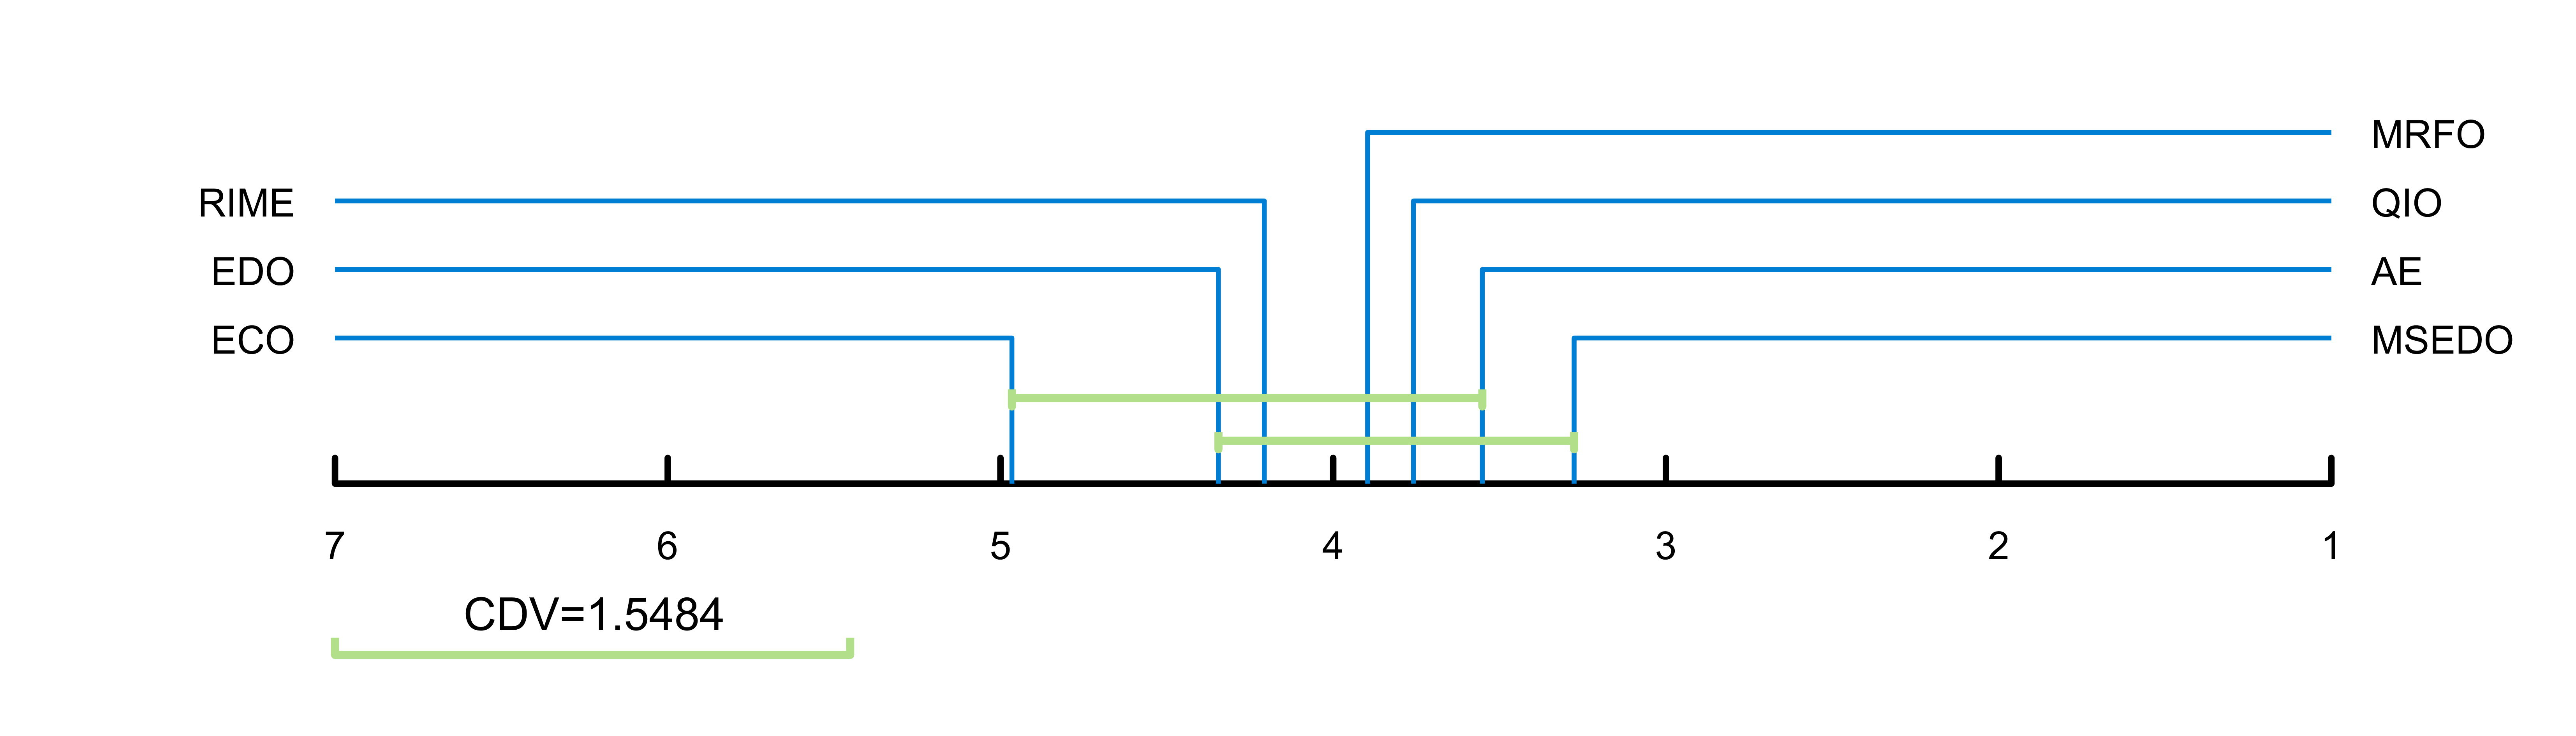 MRFO
RIME
QIO
EDO
AE
ECO
MSEDO
7 6 5 4 3 2 1
CDV=1.5484